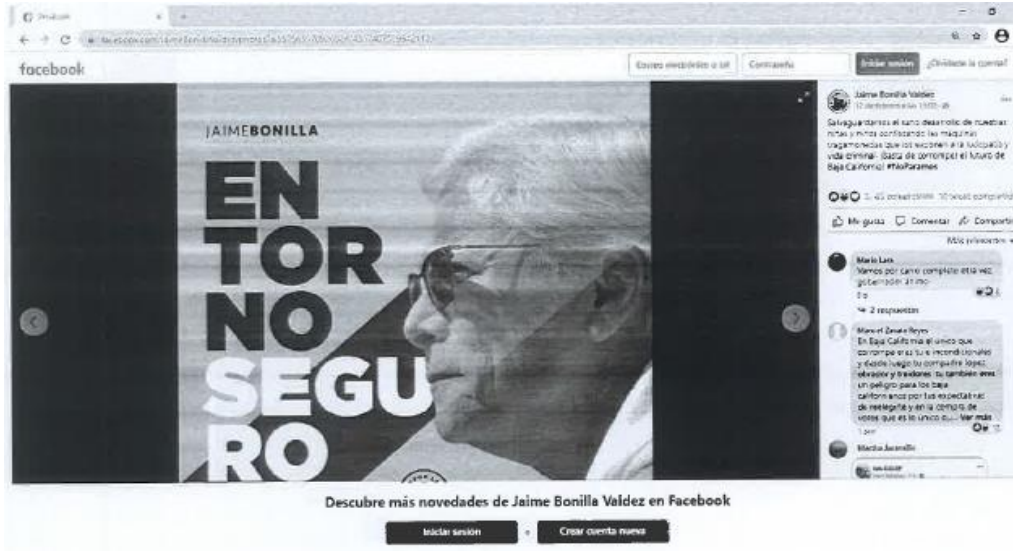 facebook
Contraseña
Iniciar sesión
¿Olvidaste la cuenta?
JAIMEBONILLA
EN
TOR
NO
SEGU
RO
Jaime Bonilla Valdez
Salvaguardamos el sano desarrollo de nuestras
niñas y niños confiscando las máquinas
tragamonedas que los exponen a la ludopatía y
vida criminal. ¡Basta de corromper el futuro de
Baja California! #NoParamos
Me gusta Comentar Compartir
Mario Lara
Vamos por carro completo otra vez
gobernador
2 respuestas
Manuel Zavala Reyes
En Baja California el único que
corrompe eres tu e incondicionales
y desde luego tu compadre lopez
obrador y traidores tu también eres
un peligro para los baja
californianos por tus expectativas
de reelegirte y en la compra de
votos que es lo único Ver más
Martha Jaramillo
Descubre más novedades de Jaime Bonilla Valdez en Facebook
Iniciar sesión o Crear cuenta nueva